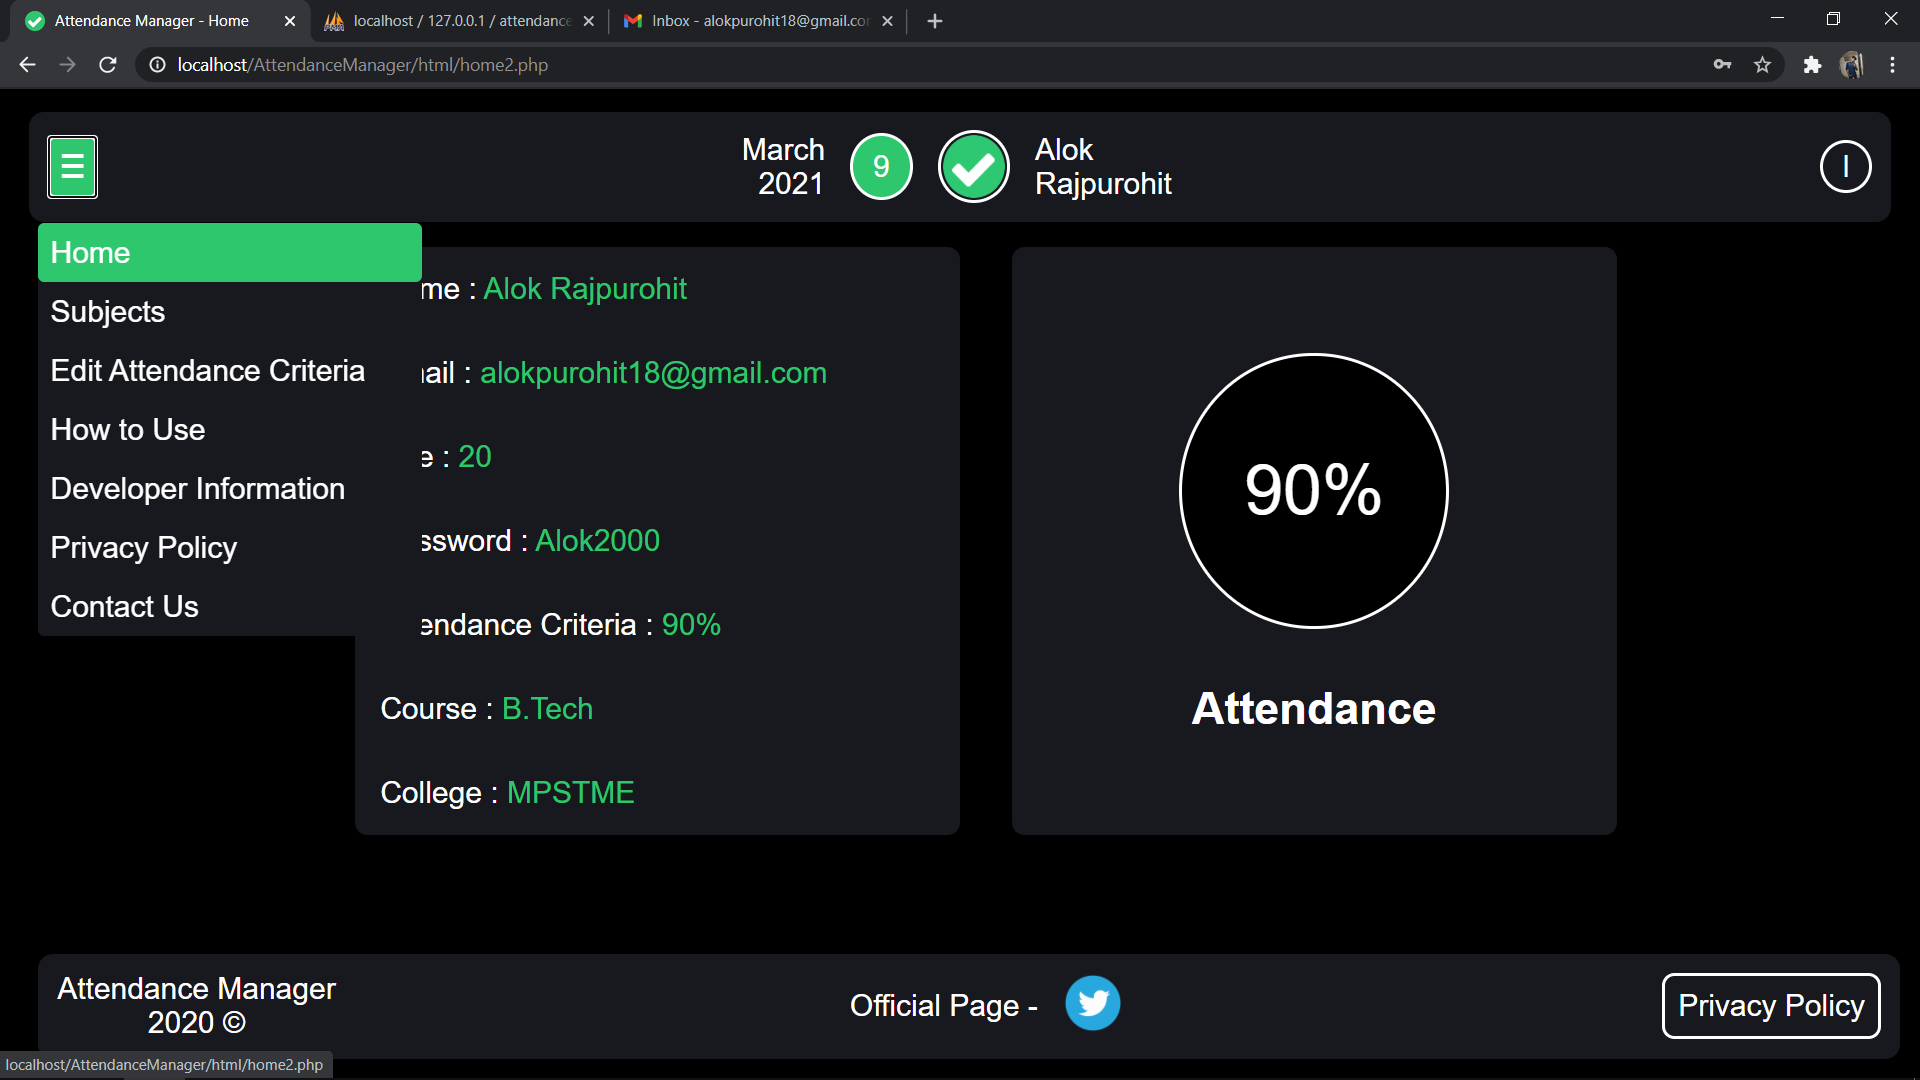 Attendance Manager - Home
localhost / 127.0.0.1 / attendance
Inbox - alokpurohit18@gmail.co
localhost/AttendanceManager/html/home2.php
March
2021
9
Alok
Rajpurohit
I
Home
Subjects
Edit Attendance Criteria
How to Use
Developer Information
Privacy Policy
Contact Us
me : Alok Rajpurohit
ail : alokpurohit18@gmail.com
e : 20
ssword : Alok2000
endance Criteria : 90%
Course : B.Tech
College : MPSTME
90%
Attendance
Attendance Manager
2020 ©
Official Page -
Privacy Policy
localhost/AttendanceManager/html/home2.php